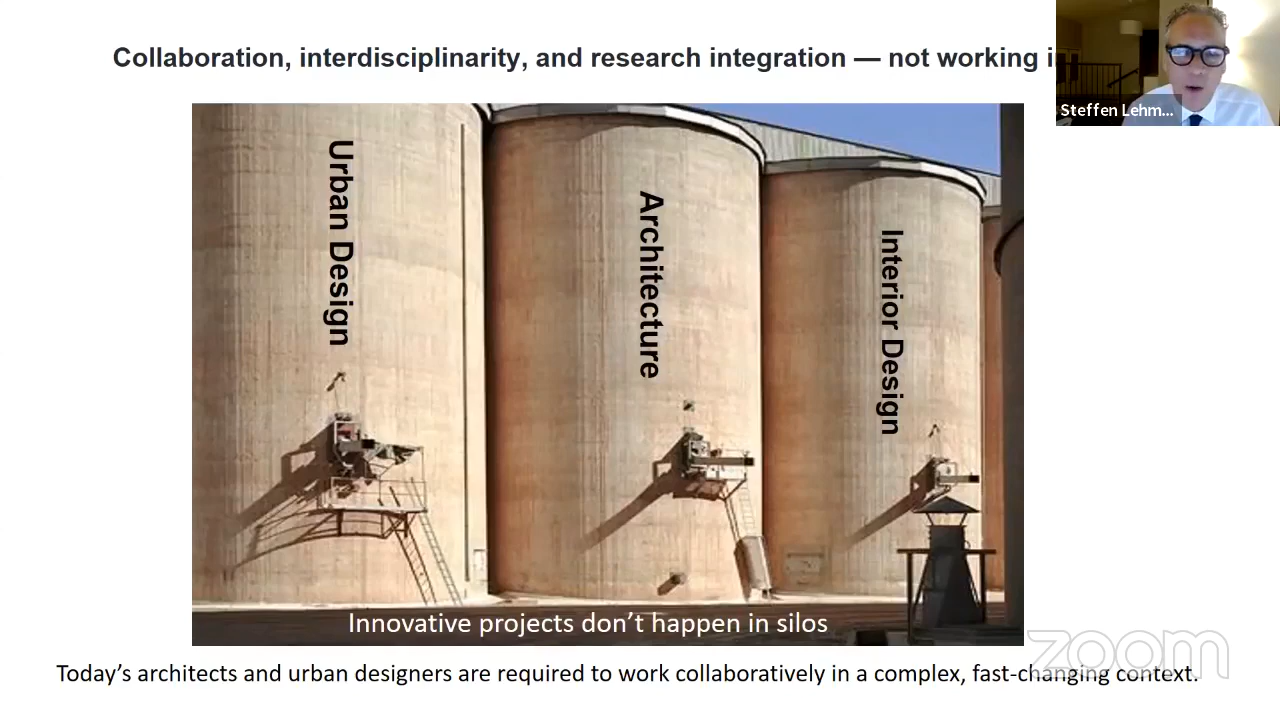 Collaboration, interdisciplinarity, and research integration — not working
Steffen Lehm...
Urban Design
Architecture
Interior Design
Innovative projects don’t happen in silos
zoom
Today’s architects and urban designers are required to work collaboratively in a complex, fast-changing context.